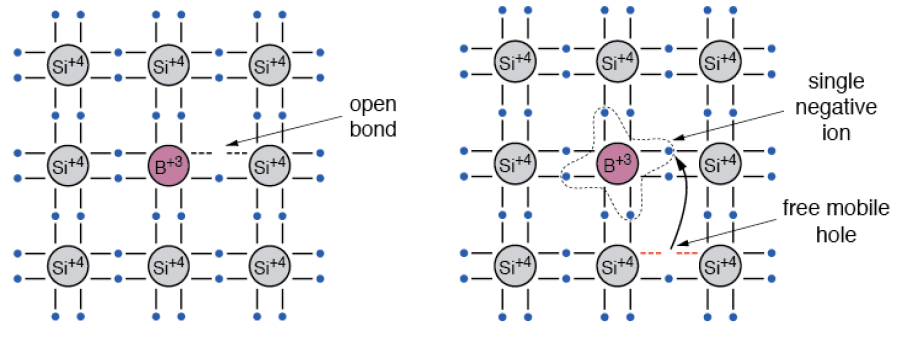 Si+4 Si+4 Si+4
open
bond
Si+4 B+3 Si+4
Si+4 Si+4 Si+4
Si+4 Si+4 Si+4
single
negative
ion
Si+4 B+3 Si+4
free mobile
hole
Si+4 Si+4 Si+4